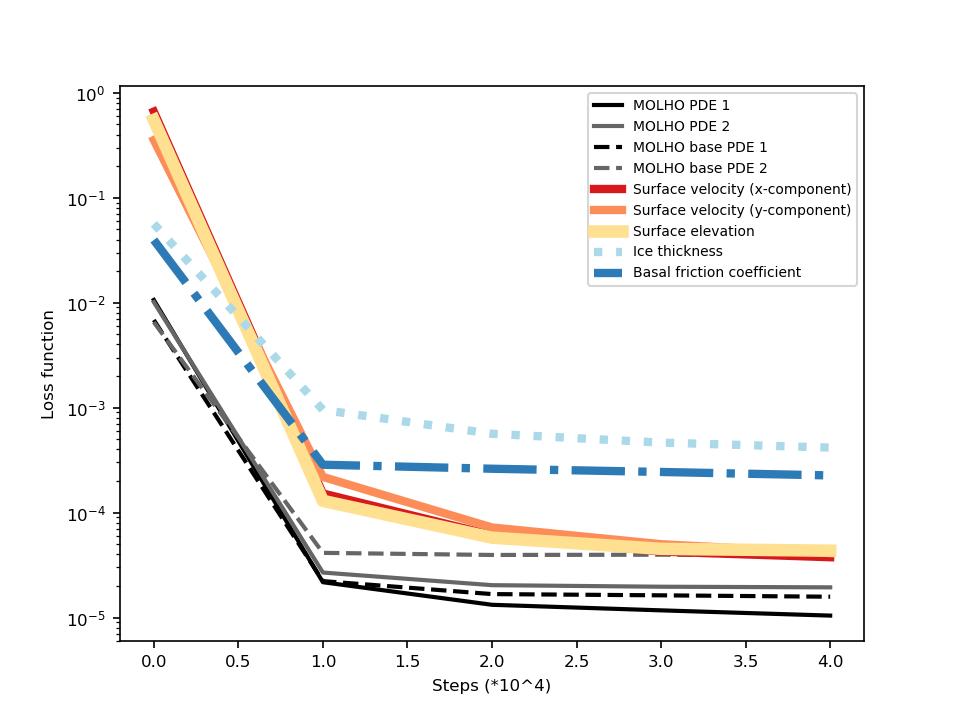 10⁰
10⁻¹
10⁻²
10⁻³
10⁻⁴
10⁻⁵
Loss function
MOLHO PDE 1
MOLHO PDE 2
MOLHO base PDE 1
MOLHO base PDE 2
Surface velocity (x-component)
Surface velocity (y-component)
Surface elevation
Ice thickness
Basal friction coefficient
0.0 0.5 1.0 1.5 2.0 2.5 3.0 3.5 4.0
Steps (*10^4)